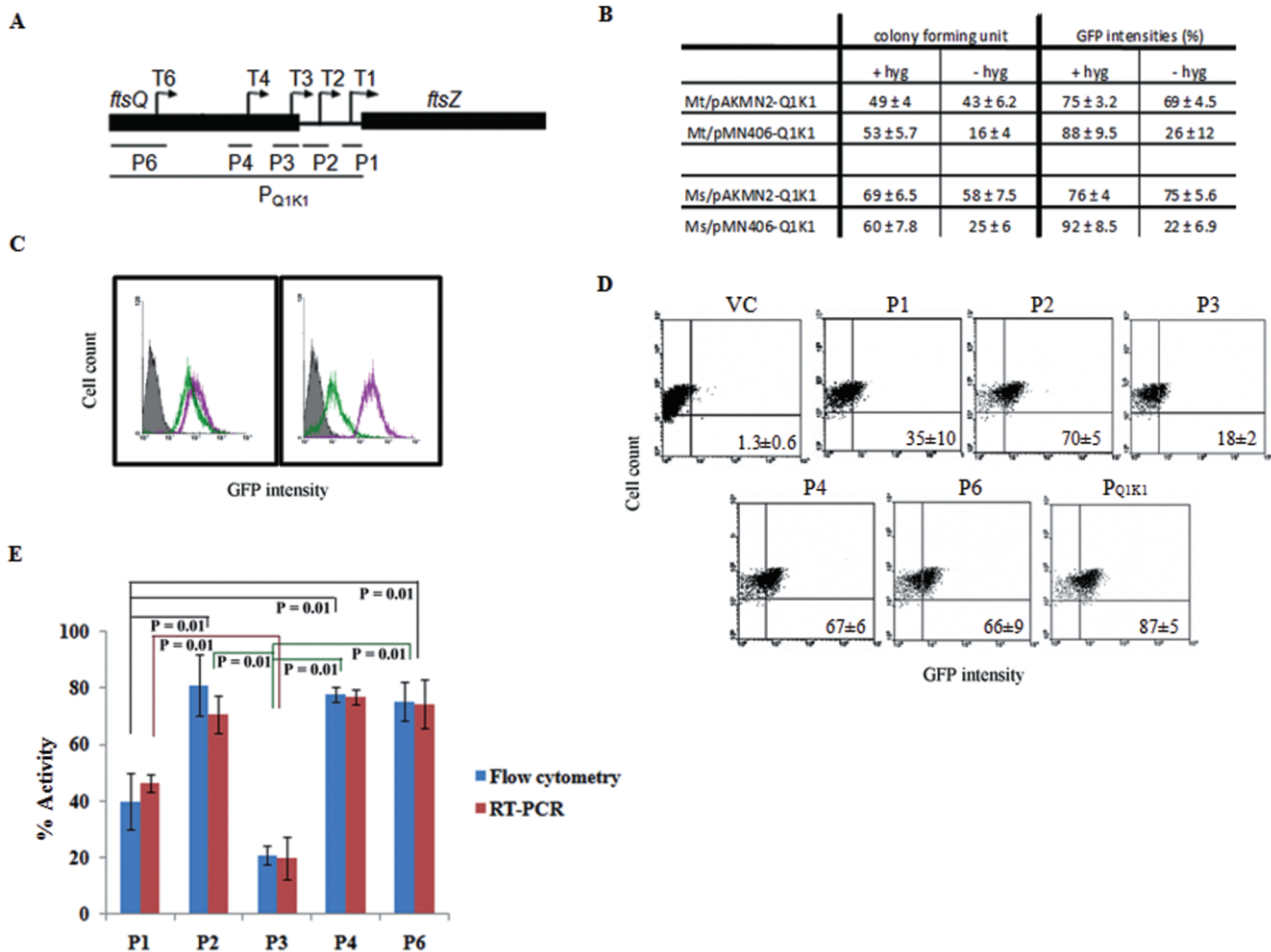 A
T6 T4 T3 T2 T1
ftsQ ftsZ
P6 P4 P3 P2 P1
PQ1K1
B
colony forming unit GFP intensities (%)
+ hyg - hyg + hyg - hyg
Mt/pAKMN2-Q1K1 49 ± 4 43 ± 6.2 75 ± 3.2 69 ± 4.5
Mt/pMN406-Q1K1 53 ± 5.7 16 ± 4 88 ± 9.5 26 ± 12
Ms/pAKMN2-Q1K1 69 ± 6.5 58 ± 7.5 76 ± 4 75 ± 5.6
Ms/pMN406-Q1K1 60 ± 7.8 25 ± 6 92 ± 8.5 22 ± 6.9
C
Cell count
GFP intensity
D
VC P1 P2 P3
1.3±0.6 35±10 70±5 18±2
P4 P6 PQ1K1
67±6 66±9 87±5
Cell count
GFP intensity
E
P = 0.01
P = 0.01
P = 0.01
P = 0.01
P = 0.01
P = 0.01
P = 0.01
100
80
60
40
20
0
% Activity
P1 P2 P3 P4 P6
Flow cytometry
RT-PCR